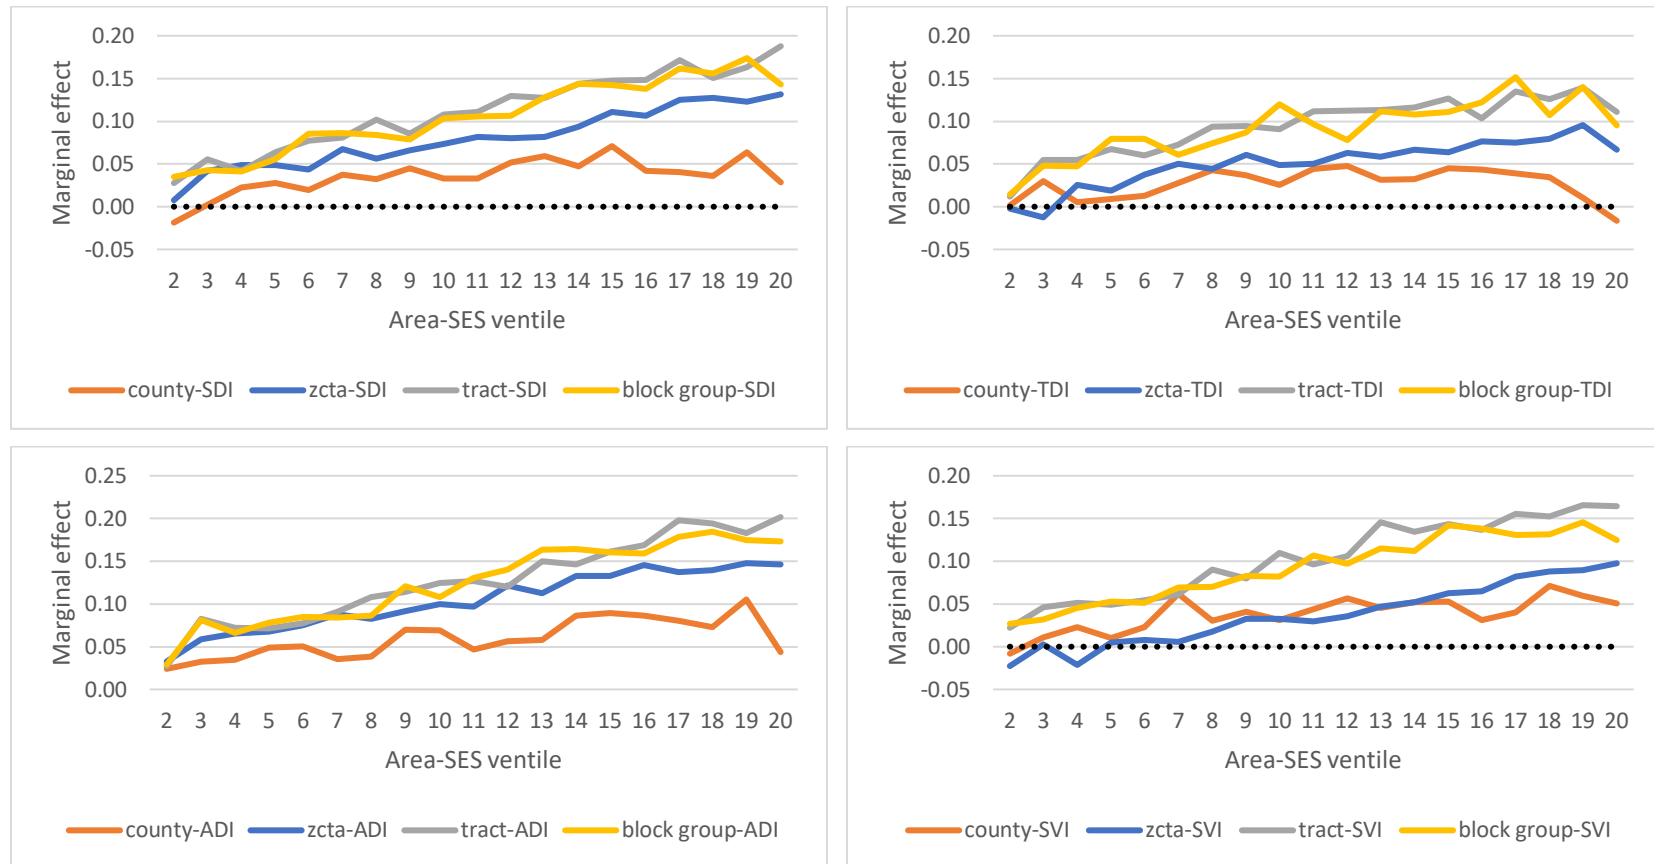 Marginal effect
0.20
0.15
0.10
0.05
0.00
-0.05
2 3 4 5 6 7 8 9 10 11 12 13 14 15 16 17 18 19 20
Area-SES ventile
county-SDI zcta-SDI tract-SDI block group-SDI
Marginal effect
0.20
0.15
0.10
0.05
0.00
-0.05
2 3 4 5 6 7 8 9 10 11 12 13 14 15 16 17 18 19 20
Area-SES ventile
county-TDI zcta-TDI tract-TDI block group-TDI
Marginal effect
0.25
0.20
0.15
0.10
0.05
0.00
2 3 4 5 6 7 8 9 10 11 12 13 14 15 16 17 18 19 20
Area-SES ventile
county-ADI zcta-ADI tract-ADI block group-ADI
Marginal effect
0.20
0.15
0.10
0.05
0.00
-0.05
2 3 4 5 6 7 8 9 10 11 12 13 14 15 16 17 18 19 20
Area-SES ventile
county-SVI zcta-SVI tract-SVI block group-SVI